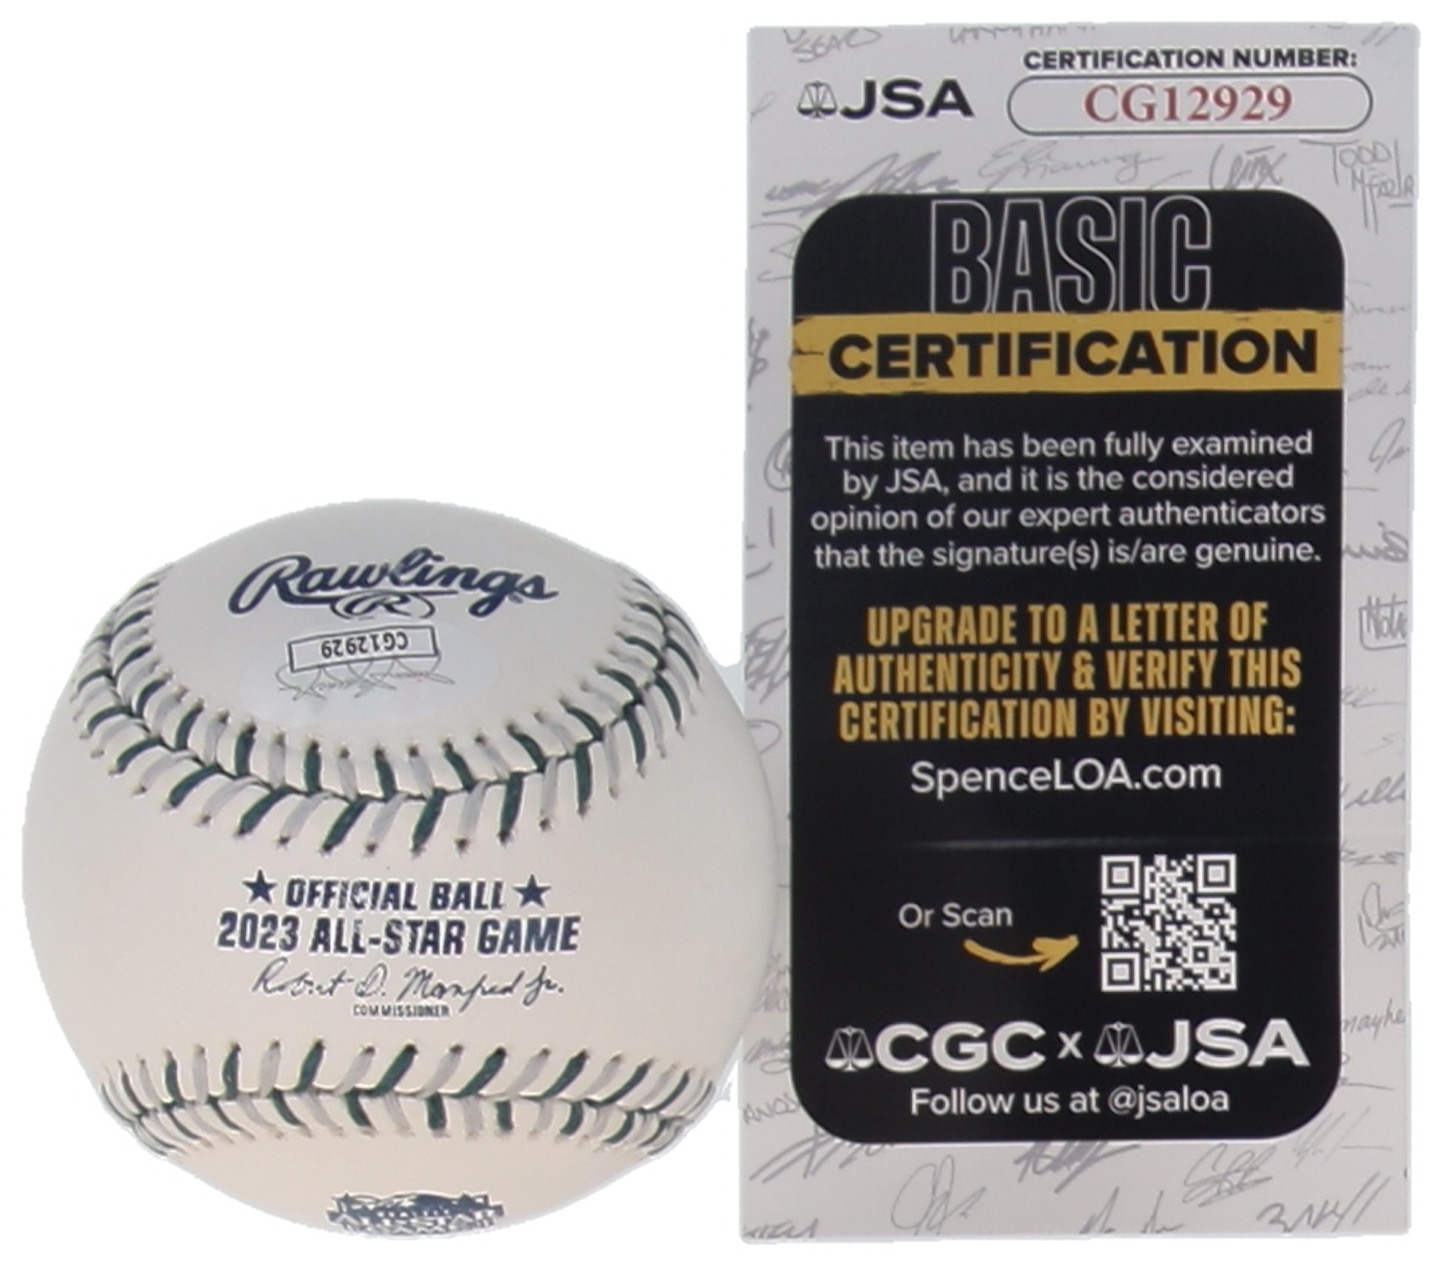 Rawlings
R
CG12929
★ OFFICIAL BALL ★
2023 ALL-STAR GAME
Robert D. Manfred Jr.
COMMISSIONER
JSA
CERTIFICATION NUMBER:
CG12929
BASIC
CERTIFICATION
This item has been fully examined
by JSA, and it is the considered
opinion of our expert authenticators
that the signature(s) is/are genuine.
UPGRADE TO A LETTER OF
AUTHENTICITY & VERIFY THIS
CERTIFICATION BY VISITING:
SpenceLOA.com
Or Scan
CGC x JSA
Follow us at @jsaloa